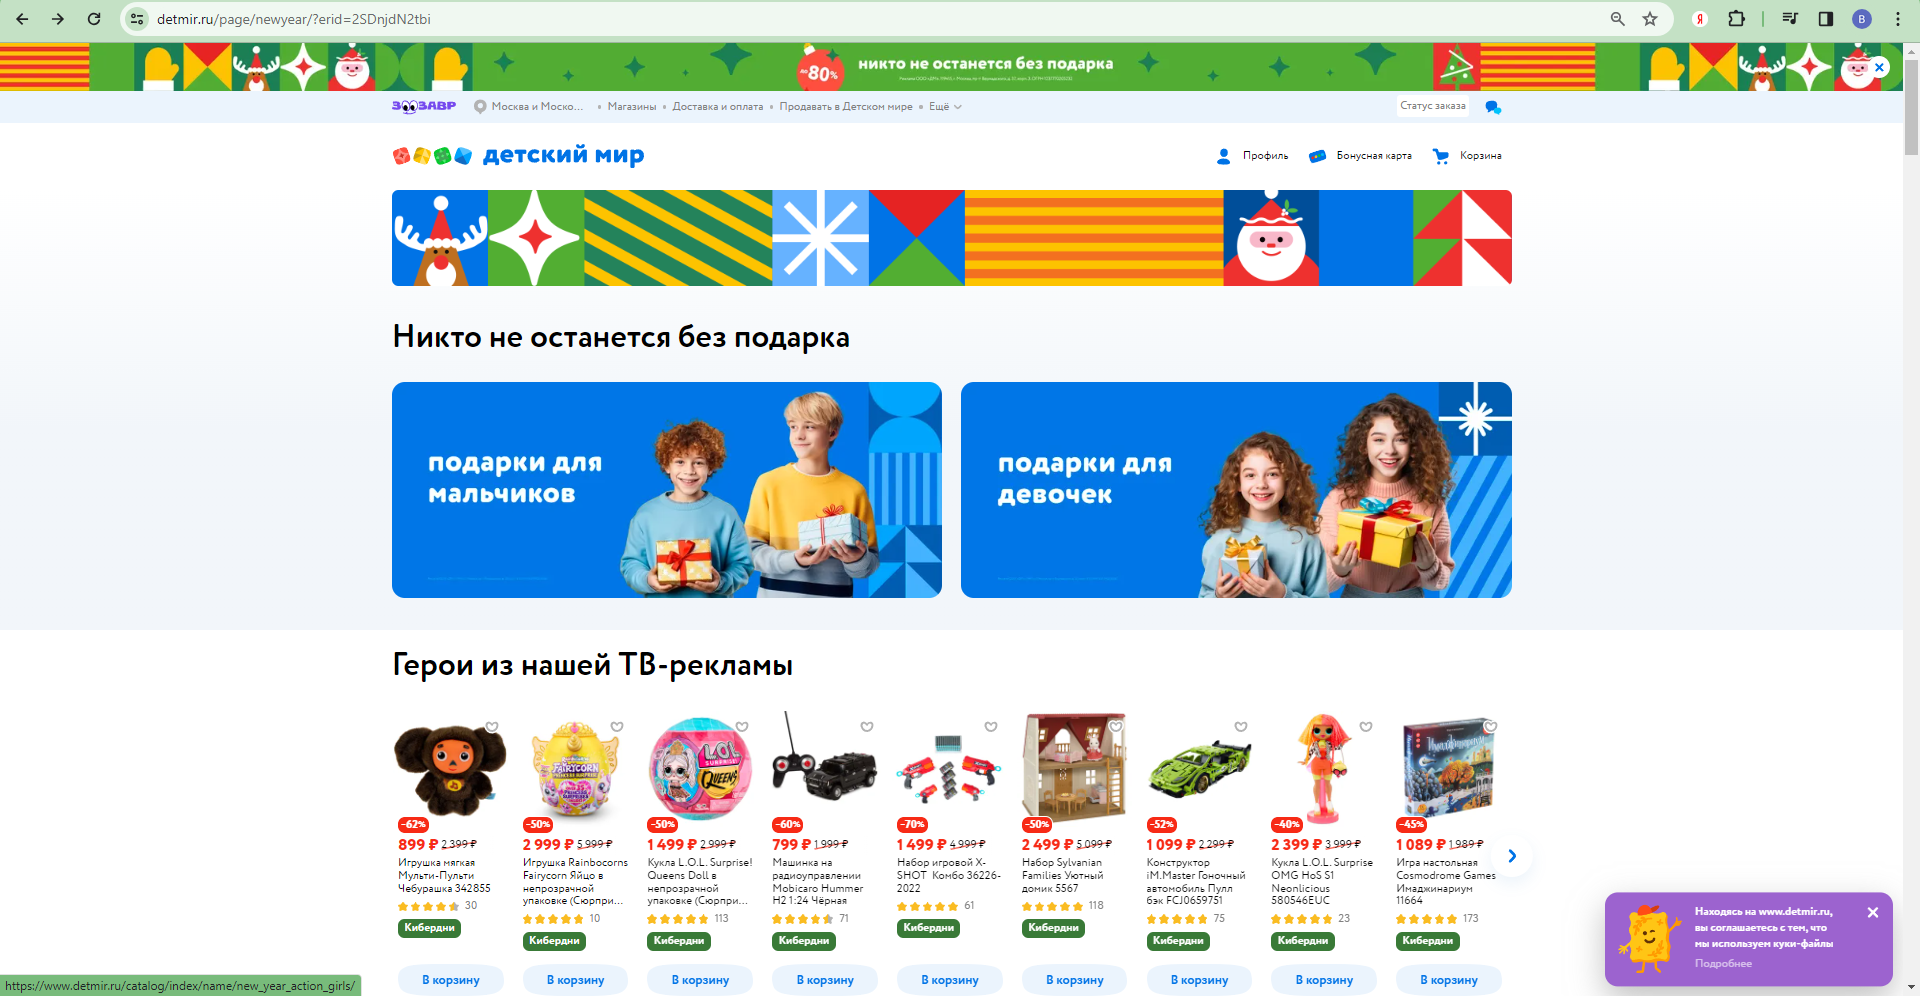 detmir.ru/page/newyear/?erid=2SDnjdN2tbi
Я
B
до 80%
никто не останется без подарка
ЗООЗАВР
Москва и Моско...
Магазины
Доставка и оплата
Продавать в Детском мире
Ещё
Статус заказа
детский мир
Профиль
Бонусная карта
Корзина
Никто не останется без подарка
подарки для
мальчиков
подарки для
девочек
Герои из нашей ТВ-рекламы
L.O.L.
SURPRISE!
QUEENS
FAIRYCORN
Имаджинариум
-62%
899 ₽ 2 399 ₽
Игрушка мягкая
Мульти-Пульти
Чебурашка 342855
30
Кибердни
В корзину
-50%
2 999 ₽ 5 999 ₽
Игрушка Rainbocorns
Fairycorn Яйцо в
непрозрачной
упаковке (Сюрпри...
10
Кибердни
В корзину
-50%
1 499 ₽ 2 999 ₽
Кукла L.O.L. Surprise!
Queens Doll в
непрозрачной
упаковке (Сюрпри...
113
Кибердни
В корзину
-60%
799 ₽ 1 999 ₽
Машинка на
радиоуправлении
Mobicaro Hummer
H2 1:24 Чёрная
71
Кибердни
В корзину
-70%
1 499 ₽ 4 999 ₽
Набор игровой X-
SHOT Комбо 36226-
2022
61
Кибердни
В корзину
-50%
2 499 ₽ 5 099 ₽
Набор Sylvanian
Families Уютный
домик 5567
118
Кибердни
В корзину
-52%
1 099 ₽ 2 299 ₽
Конструктор
iM.Master Гоночный
автомобиль Пулл
бэк FCJ0659751
75
Кибердни
В корзину
-40%
2 399 ₽ 3 999 ₽
Кукла L.O.L. Surprise
OMG HoS S1
Neonlicious
580546EUC
23
Кибердни
В корзину
-45%
1 089 ₽ 1 989 ₽
Игра настольная
Cosmodrome Games
Имаджинариум
11664
173
Кибердни
В корзину
Находясь на www.detmir.ru,
вы соглашаетесь с тем, что
мы используем куки-файлы
Подробнее
https://www.detmir.ru/catalog/index/name/new_year_action_girls/